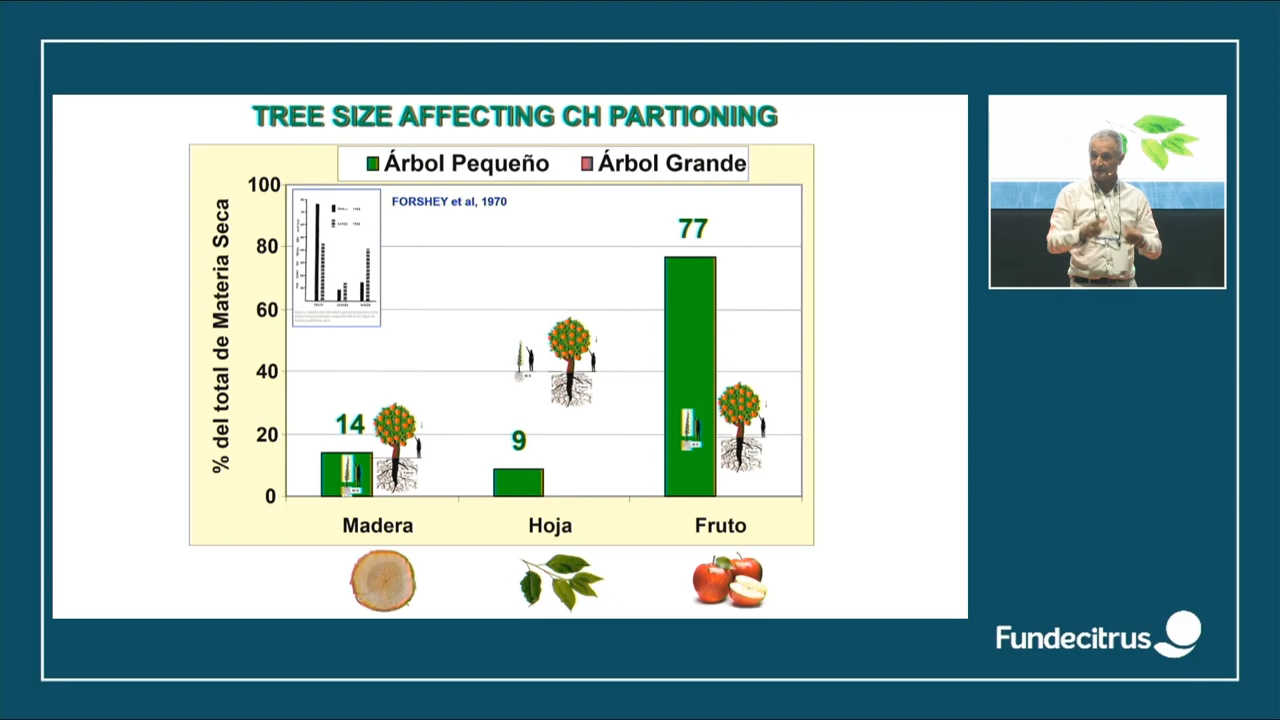 TREE SIZE AFFECTING CH PARTIONING
Árbol Pequeño Árbol Grande
FORSHEY et al, 1970
% del total de Materia Seca
100
80
60
40
20
0
14
9
77
Madera Hoja Fruto
Fundecitrus